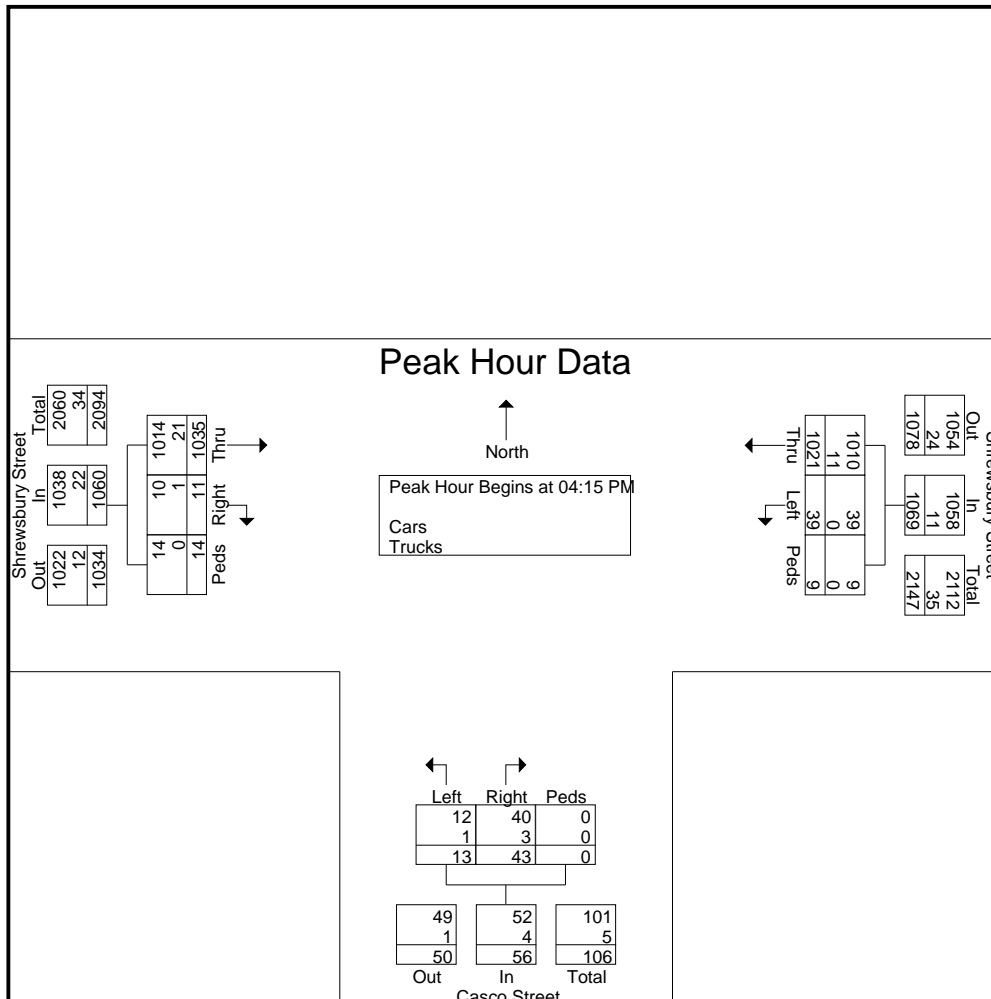 Peak Hour Data
North
Peak Hour Begins at 04:15 PM
Cars
Trucks
Shrewsbury Street
Total In Out
2060 1038 1022
34 22 12
2094 1060 1034
1014 10 14
21 1 0
1035 11 14
Thru Right Peds
Thru Left Peds
1010 39 9
11 0 0
1021 39 9
Shrewsbury Street
Out In Total
1054 1058 2112
24 11 35
1078 1069 2147
Left Right Peds
12 40 0
1 3 0
13 43 0
49 52 101
1 4 5
50 56 106
Out In Total
Casco Street